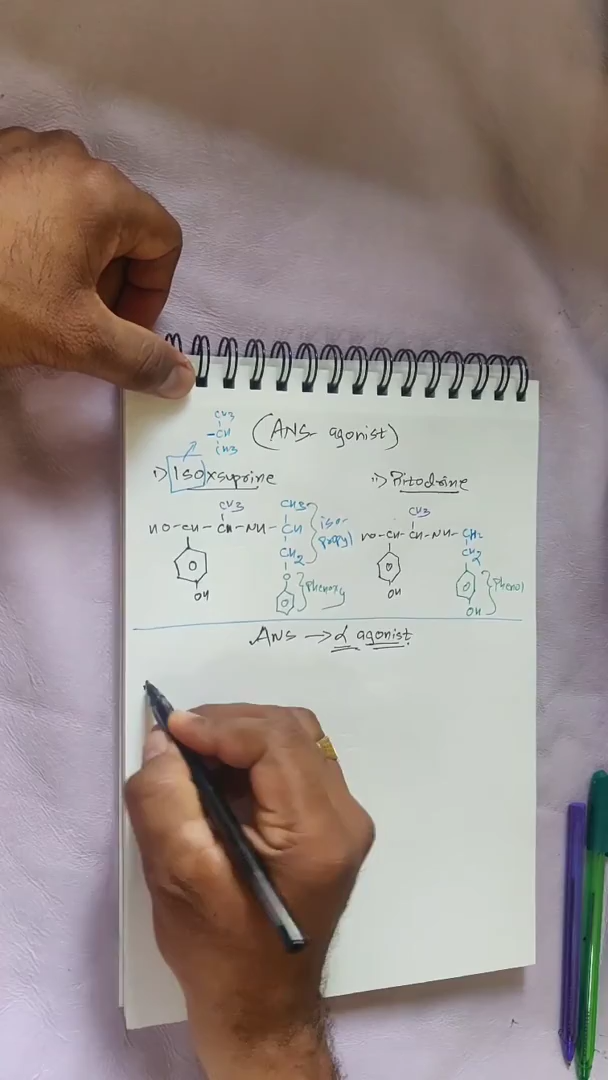 CH3
-CH
CH3
(ANS- agonist)
i) Isoxsuprine
CH3
HO-CH-CH-NH-CH
CH3
CH2
O
OH
iso-
propyl
Phenoxy
ii) Ritodrine
CH3
HO-CH-CH-NH-CH2
CH2
OH
OH
Phenol
ANS → α agonist